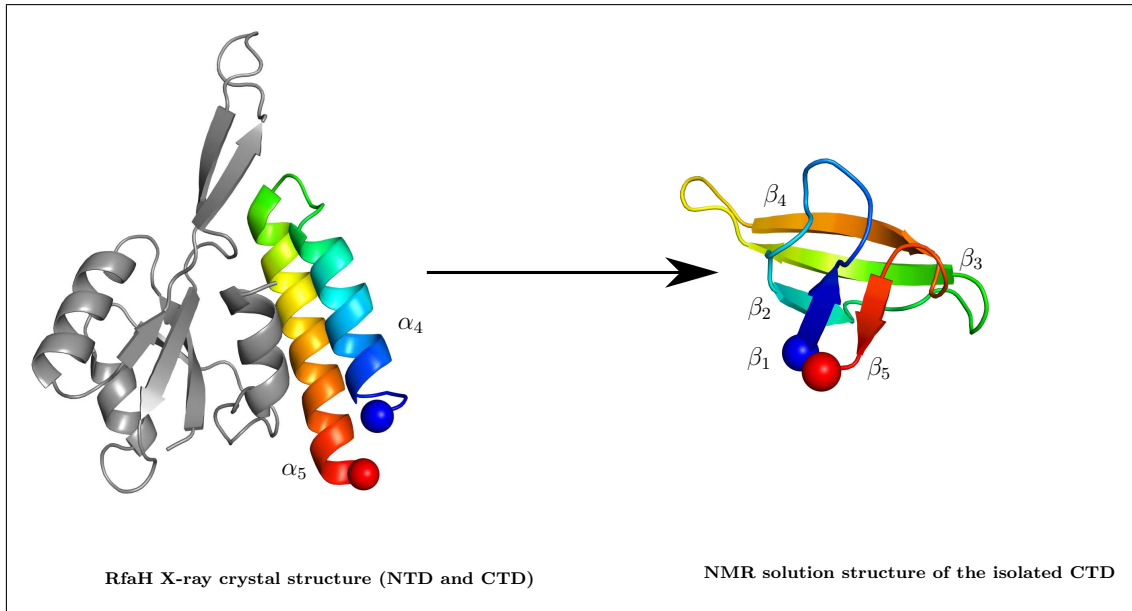 β₄
β₃
α₄
β₂
β₁
β₅
α₅
RfaH X-ray crystal structure (NTD and CTD)
NMR solution structure of the isolated CTD